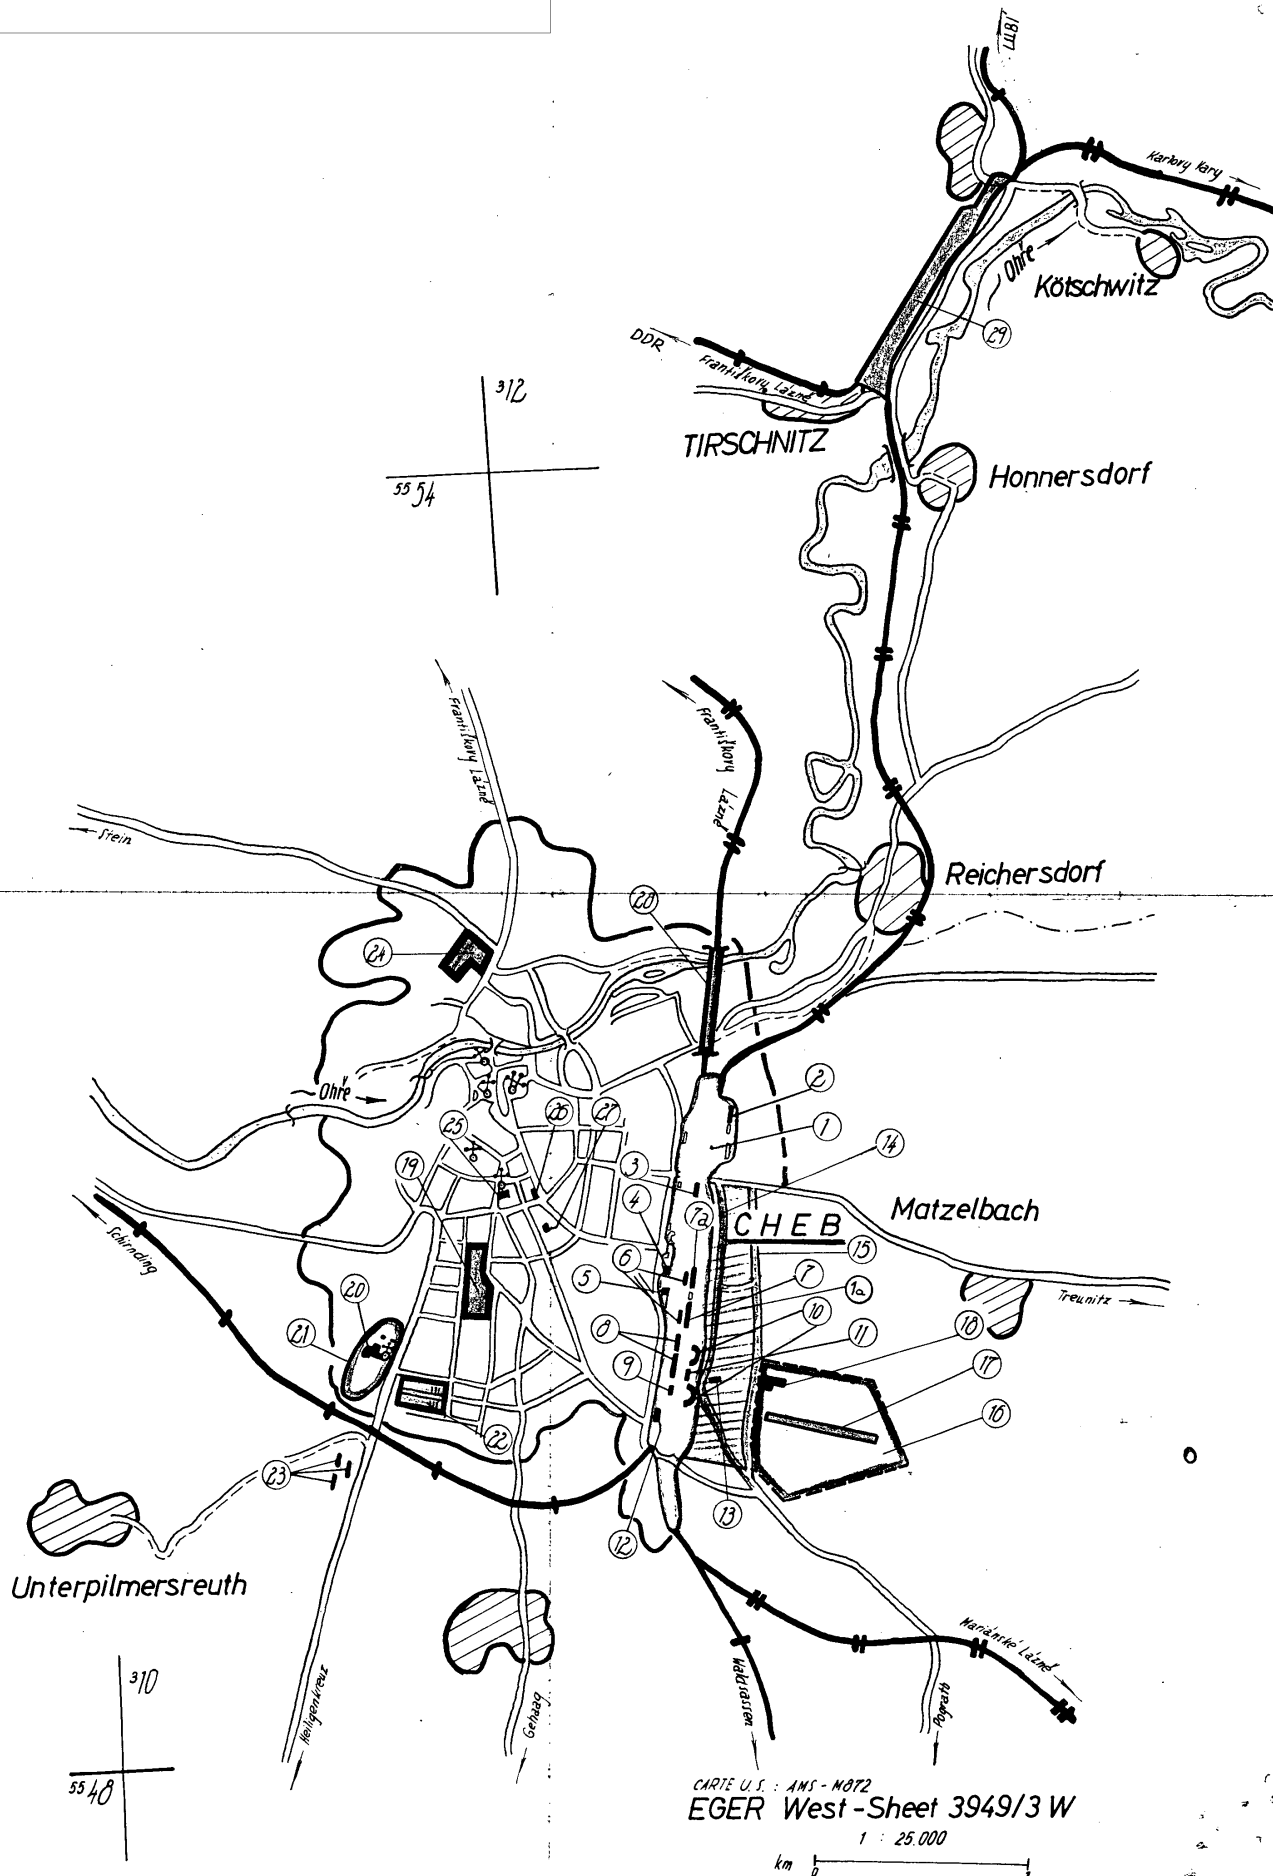 Karlovy Vary
Ohře
Kötschwitz
29
DDR
Františkovy Lázně
TIRSCHNITZ
312
55 54
Honnersdorf
Františkovy Lázně
Františkovy Lázně
Stein
Reichersdorf
28
24
Ohře
2
1
25
26
27
14
19
3
4
7a
CHEB
Matzelbach
Schirnding
6
15
5
7
1a
20
Treunitz
21
8
10
18
9
11
17
16
22
23
13
12
Unterpilmersreuth
Mariánské Lázně
310
Heiligenkreuz
Gehaag
Waldsassen
Pograth
55 48
CARTE U.S. : AMS - M872
EGER West-Sheet 3949/3 W
1 : 25.000
km 0 1